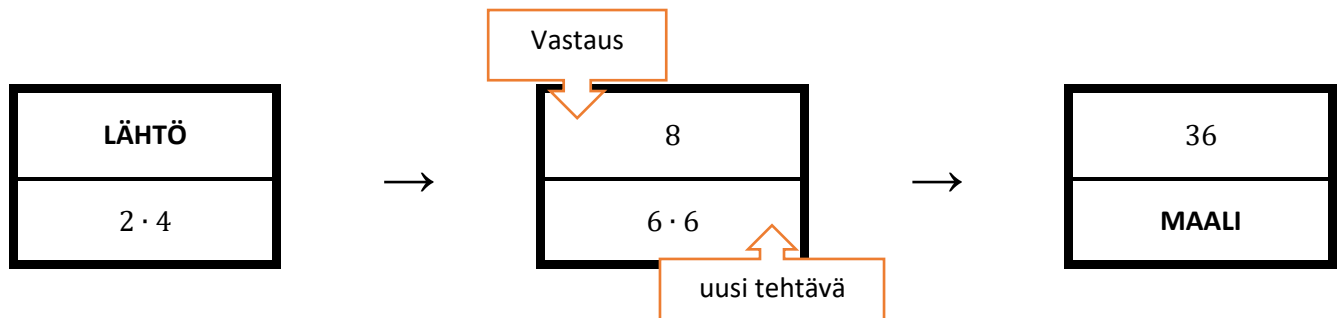 Vastaus
LÄHTÖ
2 · 4
→
8
6 · 6
uusi tehtävä
→
36
MAALI